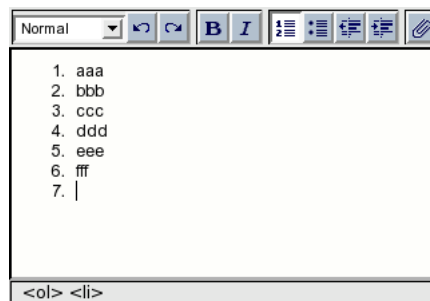 Normal B I
1. aaa
2. bbb
3. ccc
4. ddd
5. eee
6. fff
7.
<ol> <li>